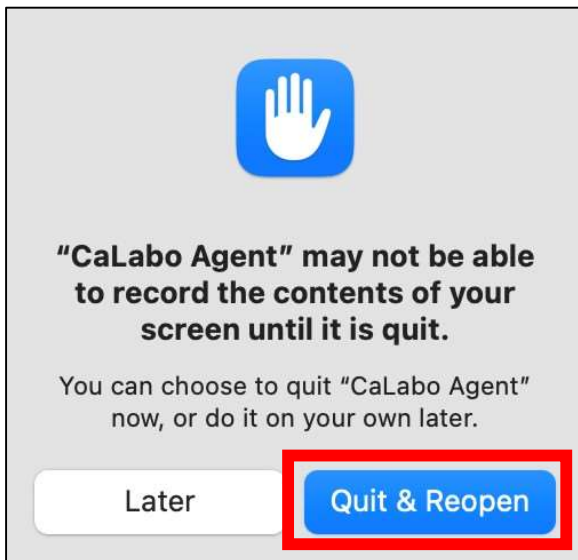 “CaLabo Agent” may not be able
to record the contents of your
screen until it is quit.
You can choose to quit “CaLabo Agent”
now, or do it on your own later.
Later
Quit & Reopen